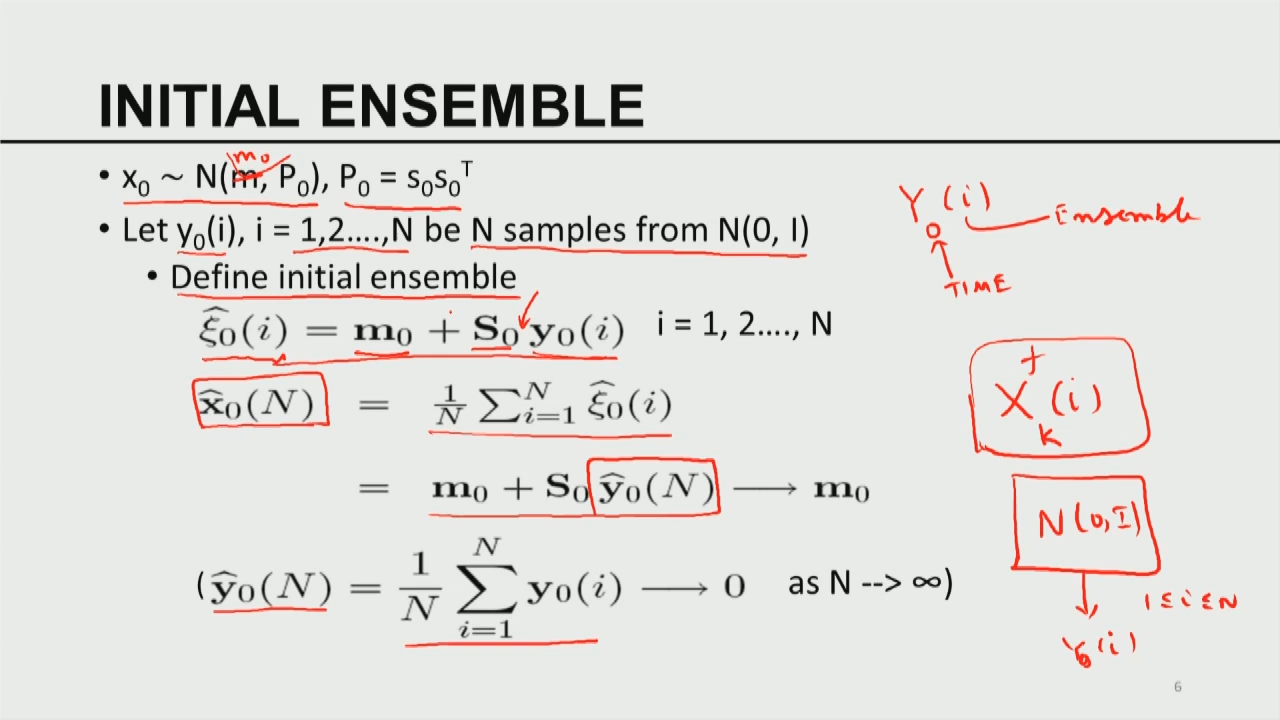 INITIAL ENSEMBLE
m₀
• x₀ ~ N(m, P₀), P₀ = s₀s₀ᵀ
• Let y₀(i), i = 1,2....,N be N samples from N(0, I)
• Define initial ensemble
ξ̂₀(i) = m₀ + S₀y₀(i) i = 1, 2...., N
x̂₀(N) = 1/N ∑ᵢ₌₁ᴺ ξ̂₀(i)
= m₀ + S₀ŷ₀(N) ⟶ m₀
(ŷ₀(N) = 1/N ∑ᵢ₌₁ᴺ y₀(i) ⟶ 0 as N --> ∞)
Y₀(i) Ensemble
TIME
Xₖᶠ(i)
N(0,I)
1≤i≤N
Y₀(i)
6